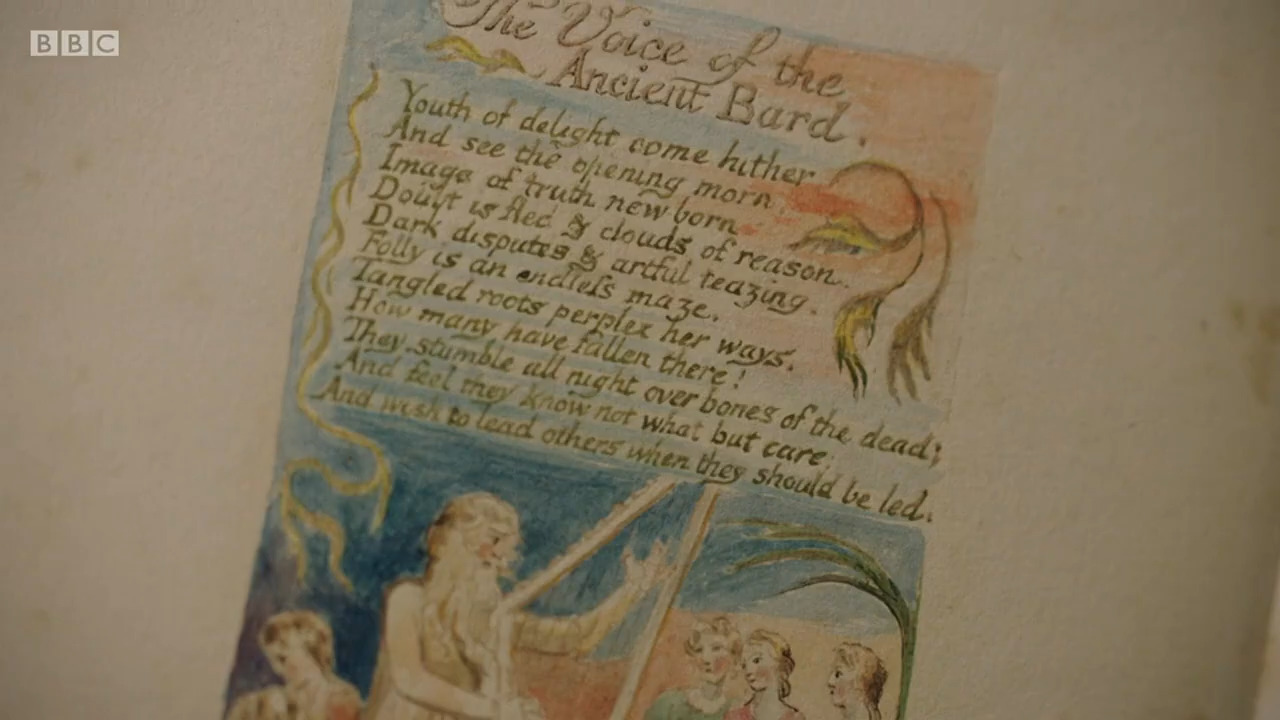 BBC
The Voice of the
Ancient Bard.
Youth of delight come hither
And see the opening morn
Image of truth new born
Doubt is fled & clouds of reason.
Dark disputes & artful teazing.
Folly is an endleſs maze.
Tangled roots perplex her ways.
How many have fallen there!
They stumble all night over bones of the dead;
And feel they know not what but care;
And wish to lead others when they should be led.